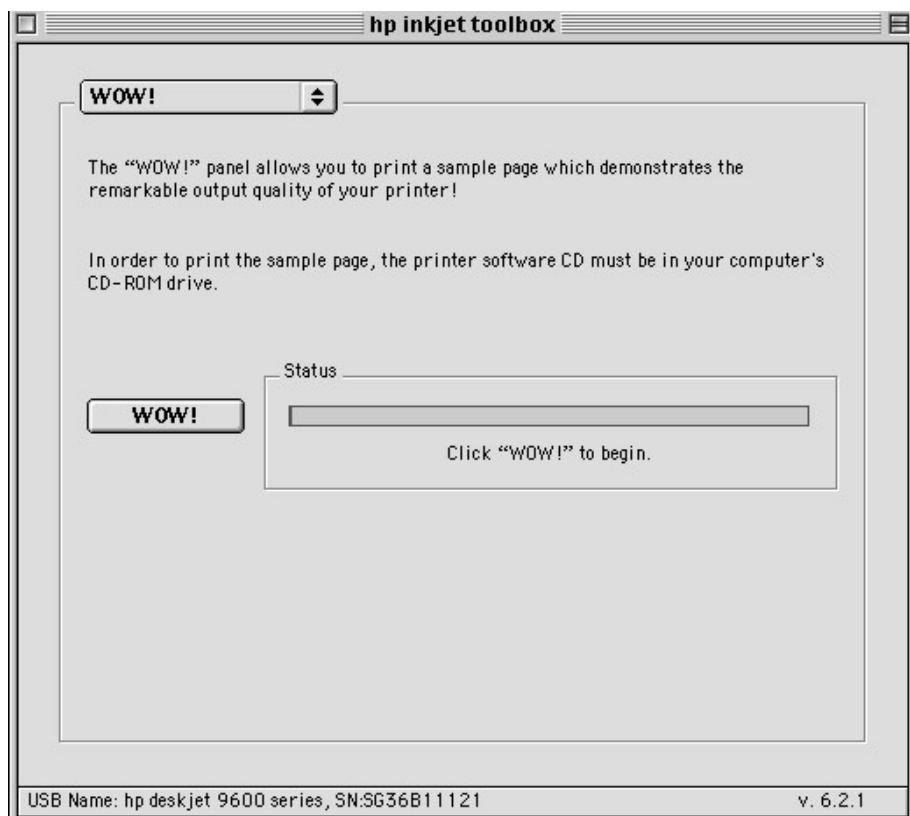 hp inkjet toolbox
WOW!
The “WOW!” panel allows you to print a sample page which demonstrates the
remarkable output quality of your printer!
In order to print the sample page, the printer software CD must be in your computer's
CD-ROM drive.
Status
WOW!
Click “WOW!” to begin.
USB Name: hp deskjet 9600 series, SN:SG36B11121
v. 6.2.1